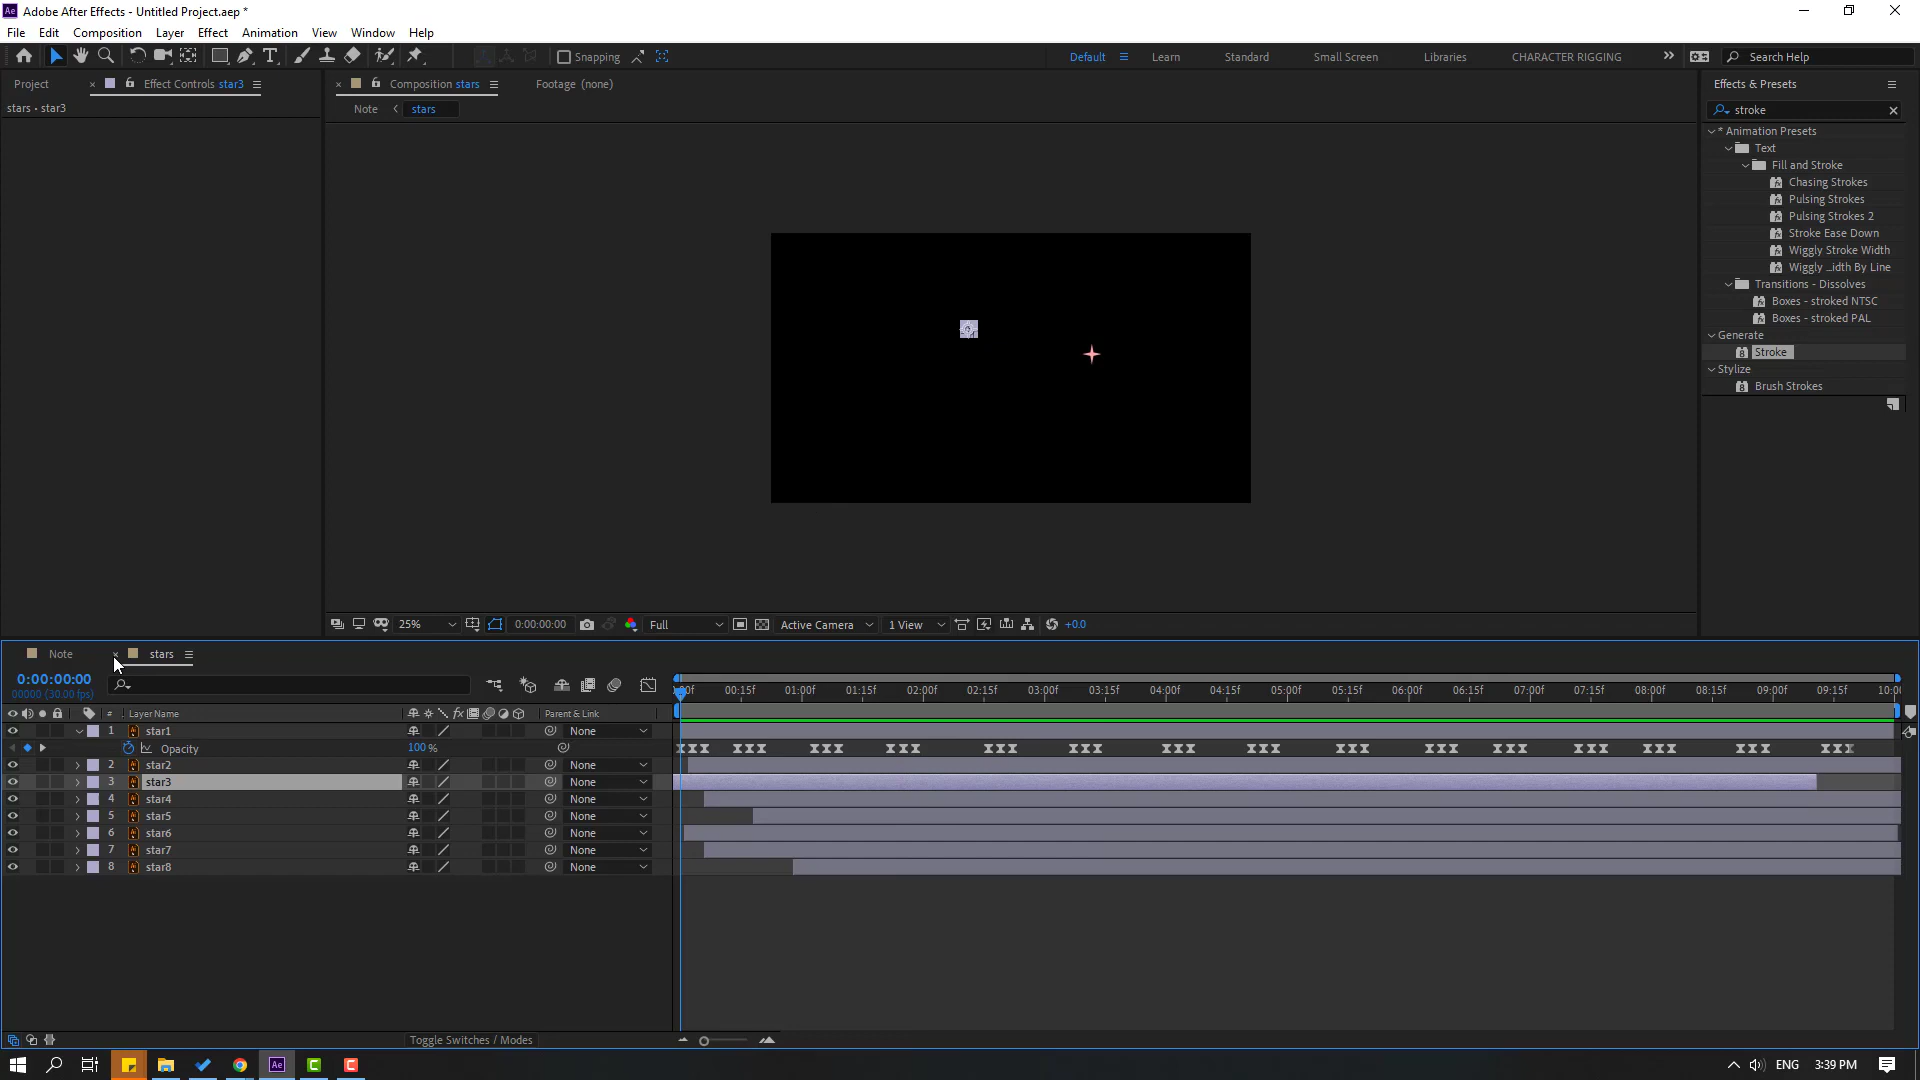 Adobe After Effects - Untitled Project.aep *
File Edit Composition Layer Effect Animation View Window Help
Snapping
Default Learn Standard Small Screen Libraries CHARACTER RIGGING Search Help
Project Effect Controls star3
stars • star3
Composition stars Footage (none)
Note stars
Effects & Presets
stroke
* Animation Presets
Text
Fill and Stroke
Chasing Strokes
Pulsing Strokes
Pulsing Strokes 2
Stroke Ease Down
Wiggly Stroke Width
Wiggly ...idth By Line
Transitions - Dissolves
Boxes - stroked NTSC
Boxes - stroked PAL
Generate
Stroke
Stylize
Brush Strokes
25% 0:00:00:00 Full Active Camera 1 View +0.0
Note stars
0:00:00:00
00000 (30.00 fps)
00:15f 01:00f 01:15f 02:00f 02:15f 03:00f 03:15f 04:00f 04:15f 05:00f 05:15f 06:00f 06:15f 07:00f 07:15f 08:00f 08:15f 09:00f 09:15f 10:00
# Layer Name Parent & Link
1 star1 None
Opacity 100 %
2 star2 None
3 star3 None
4 star4 None
5 star5 None
6 star6 None
7 star7 None
8 star8 None
Toggle Switches / Modes
ENG 3:39 PM